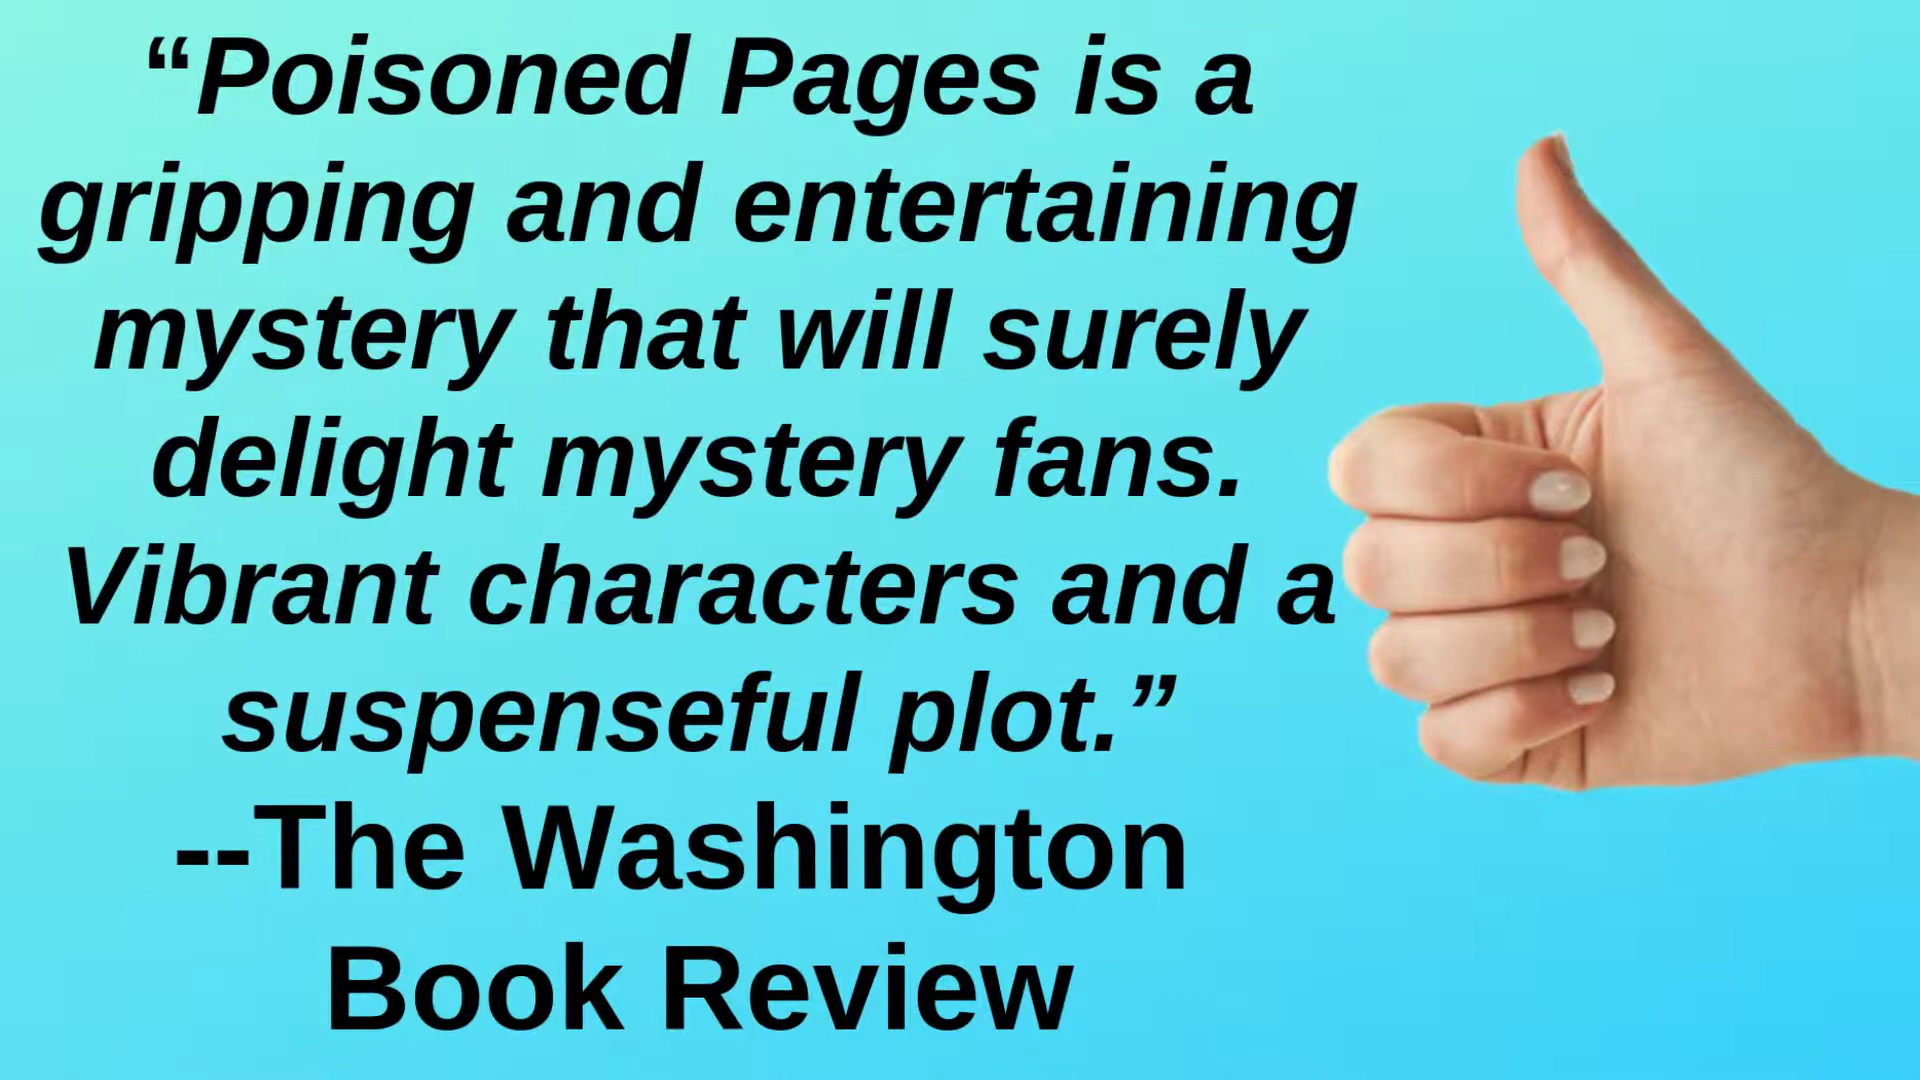 “Poisoned Pages is a
gripping and entertaining
mystery that will surely
delight mystery fans.
Vibrant characters and a
suspenseful plot.”
--The Washington
Book Review